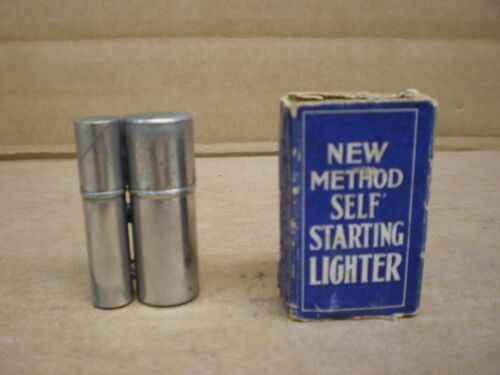 NEW
METHOD
SELF
STARTING
LIGHTER